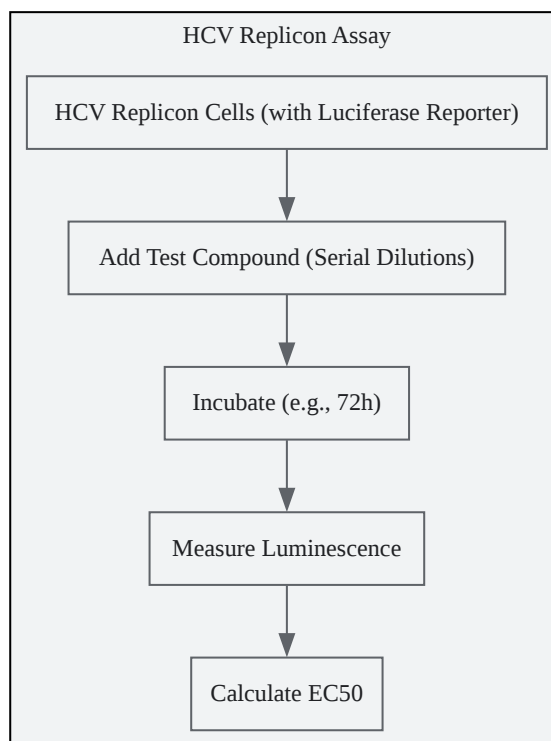 HCV Replicon Assay
HCV Replicon Cells (with Luciferase Reporter)
Add Test Compound (Serial Dilutions)
Incubate (e.g., 72h)
Measure Luminescence
Calculate EC50